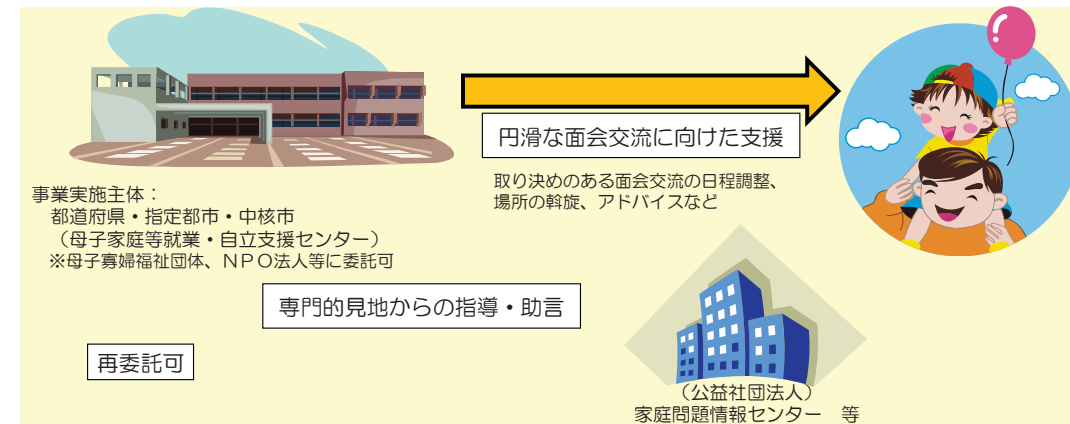 円滑な面会交流に向けた支援
取り決めのある面会交流の日程調整、
場所の斡旋、アドバイスなど
事業実施主体：
都道府県・指定都市・中核市
（母子家庭等就業・自立支援センター）
※母子寡婦福祉団体、ＮＰＯ法人等に委託可
専門的見地からの指導・助言
再委託可
（公益社団法人）
家庭問題情報センター　等